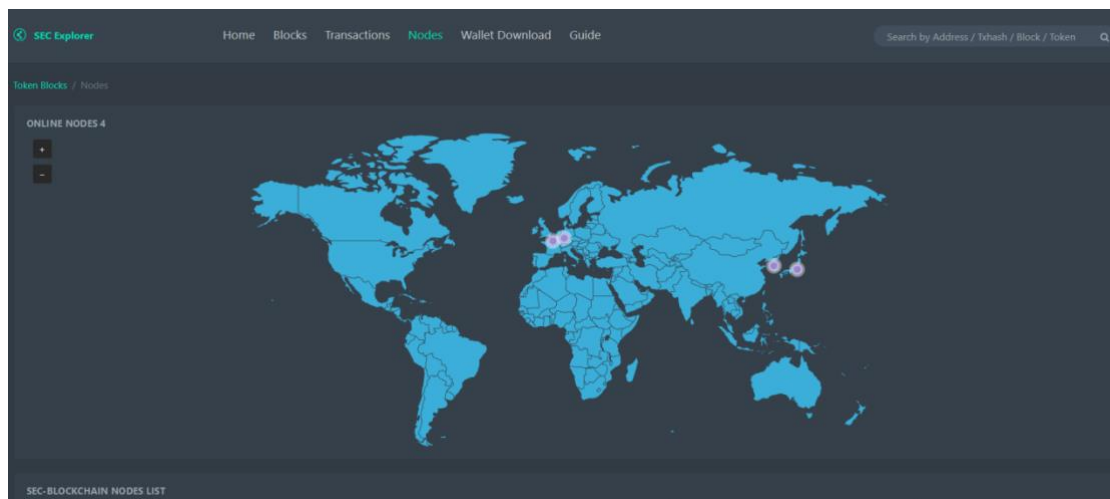 SEC Explorer
Home Blocks Transactions Nodes Wallet Download Guide
Search by Address / Txhash / Block / Token
Token Blocks / Nodes
ONLINE NODES 4
+
−
SEC-BLOCKCHAIN NODES LIST